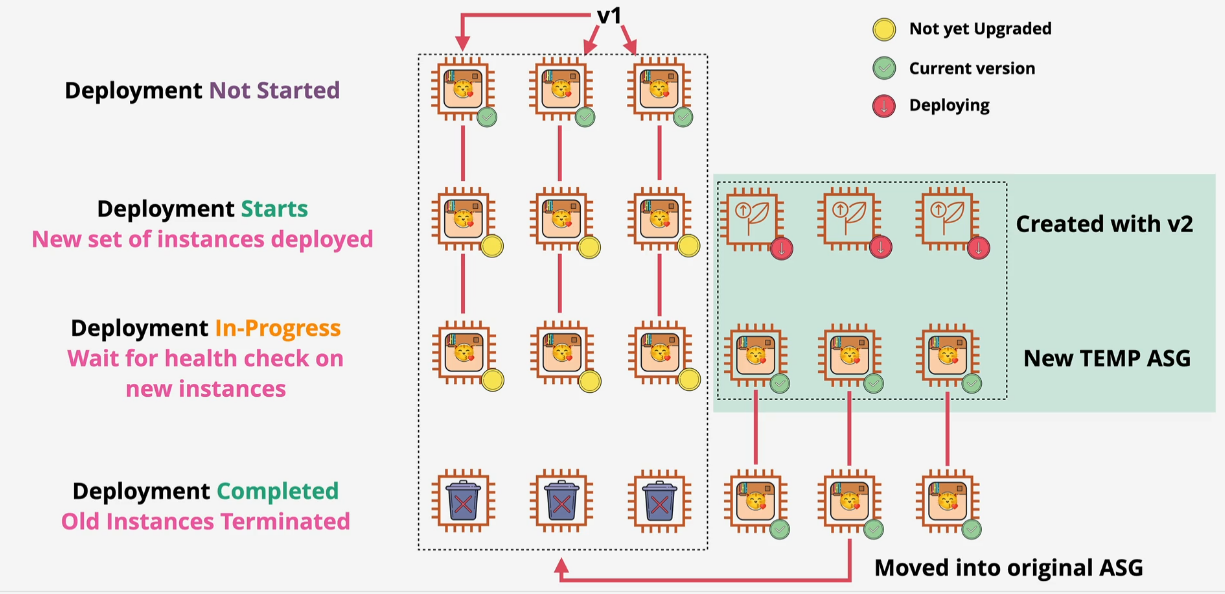 v1
Not yet Upgraded
Current version
Deploying
Deployment Not Started
Deployment Starts
New set of instances deployed
Created with v2
Deployment In-Progress
Wait for health check on
new instances
New TEMP ASG
Deployment Completed
Old Instances Terminated
Moved into original ASG